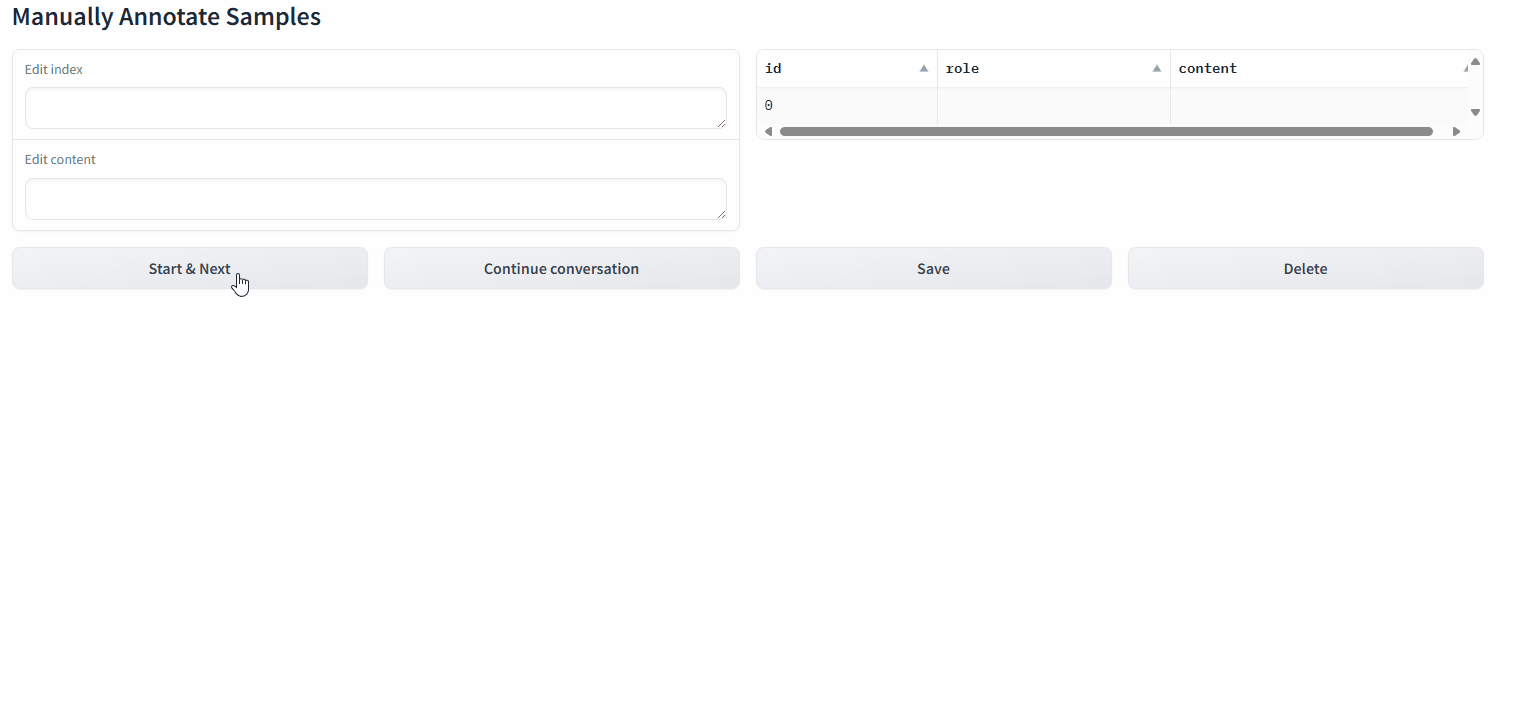 Manually Annotate Samples
Edit index
id role content
0
Edit content
Start & Next Continue conversation Save Delete